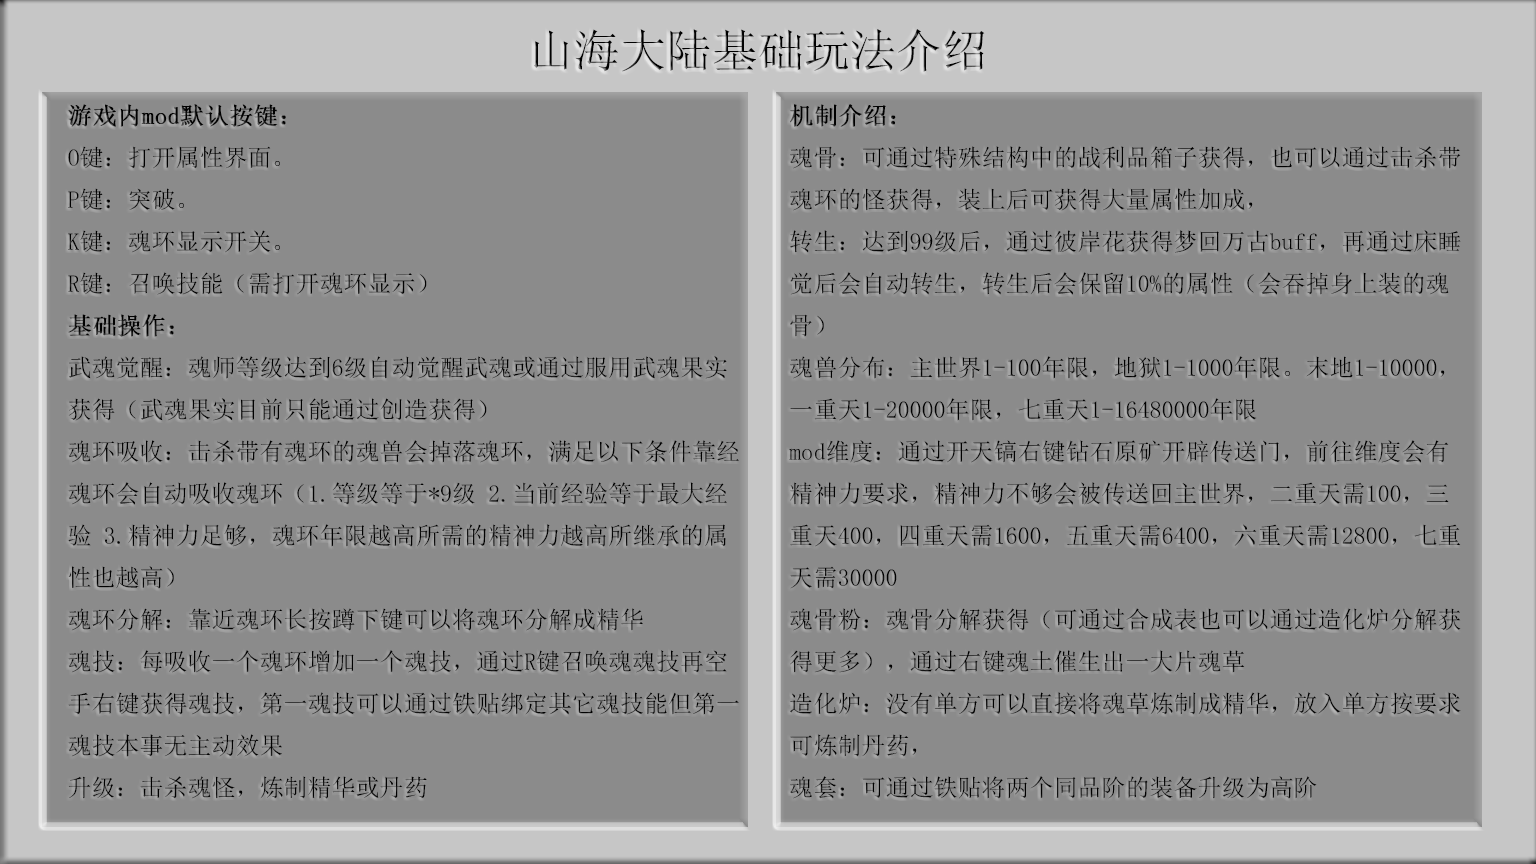 山海大陆基础玩法介绍
游戏内mod默认按键：
O键：打开属性界面。
P键：突破。
K键：魂环显示开关。
R键：召唤技能（需打开魂环显示）
基础操作：
武魂觉醒：魂师等级达到6级自动觉醒武魂或通过服用武魂果实
获得（武魂果实目前只能通过创造获得）
魂环吸收：击杀带有魂环的魂兽会掉落魂环，满足以下条件靠经
魂环会自动吸收魂环（1.等级等于*9级 2.当前经验等于最大经
验 3.精神力足够，魂环年限越高所需的精神力越高所继承的属
性也越高）
魂环分解：靠近魂环长按蹲下键可以将魂环分解成精华
魂技：每吸收一个魂环增加一个魂技，通过R键召唤魂魂技再空
手右键获得魂技，第一魂技可以通过铁贴绑定其它魂技能但第一
魂技本事无主动效果
升级：击杀魂怪，炼制精华或丹药
机制介绍：
魂骨：可通过特殊结构中的战利品箱子获得，也可以通过击杀带
魂环的怪获得，装上后可获得大量属性加成，
转生：达到99级后，通过彼岸花获得梦回万古buff，再通过床睡
觉后会自动转生，转生后会保留10%的属性（会吞掉身上装的魂
骨）
魂兽分布：主世界1-100年限，地狱1-1000年限。末地1-10000，
一重天1-20000年限，七重天1-16480000年限
mod维度：通过开天镐右键钻石原矿开辟传送门，前往维度会有
精神力要求，精神力不够会被传送回主世界，二重天需100，三
重天400，四重天需1600，五重天需6400，六重天需12800，七重
天需30000
魂骨粉：魂骨分解获得（可通过合成表也可以通过造化炉分解获
得更多），通过右键魂土催生出一大片魂草
造化炉：没有单方可以直接将魂草炼制成精华，放入单方按要求
可炼制丹药，
魂套：可通过铁贴将两个同品阶的装备升级为高阶